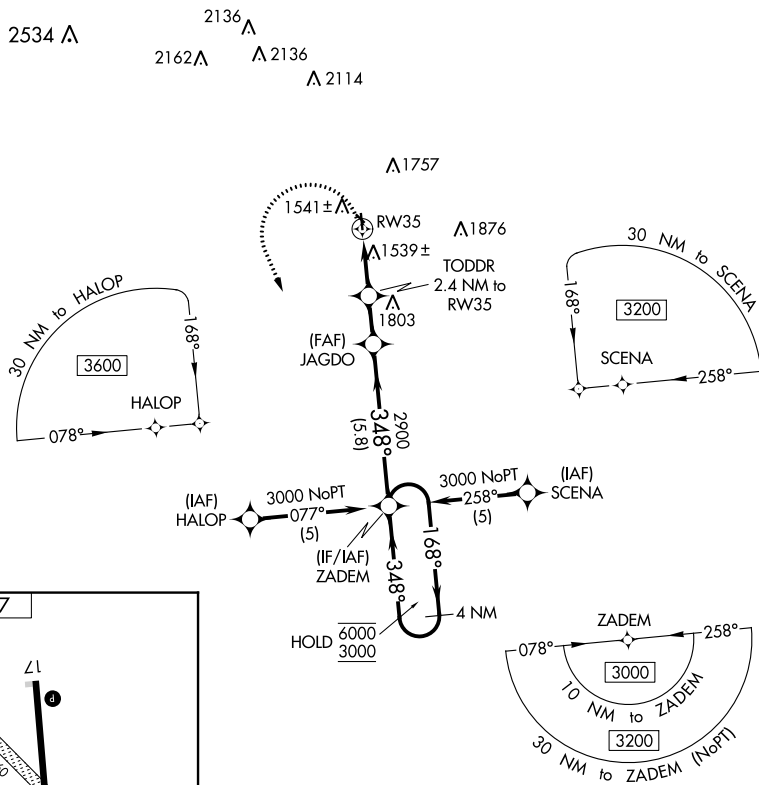 2534
2136
2162
2136
2114
1757
1541±
RW35
1876
1539±
TODDR
2.4 NM to
RW35
1803
(FAF)
JAGDO
30 NM to HALOP
168°
3600
HALOP
078°
30 NM to SCENA
168°
3200
SCENA
258°
2900
348°
(5.8)
(IAF)
HALOP
3000 NoPT
077°
(5)
3000 NoPT
258°
(5)
(IAF)
SCENA
(IF/IAF)
ZADEM
348°
168°
4 NM
HOLD 6000
3000
ZADEM
078°
258°
3000
10 NM to ZADEM
3200
30 NM to ZADEM (NoPT)
7
17
P